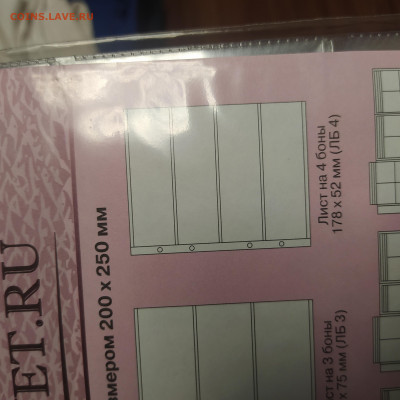 COINS.LAVE.RU
ET.RU
мером 200 x 250 мм
Лист на 4 боны
178 x 52 мм (ЛБ 4)
ст на 3 боны
x 75 мм (ЛБ 3)